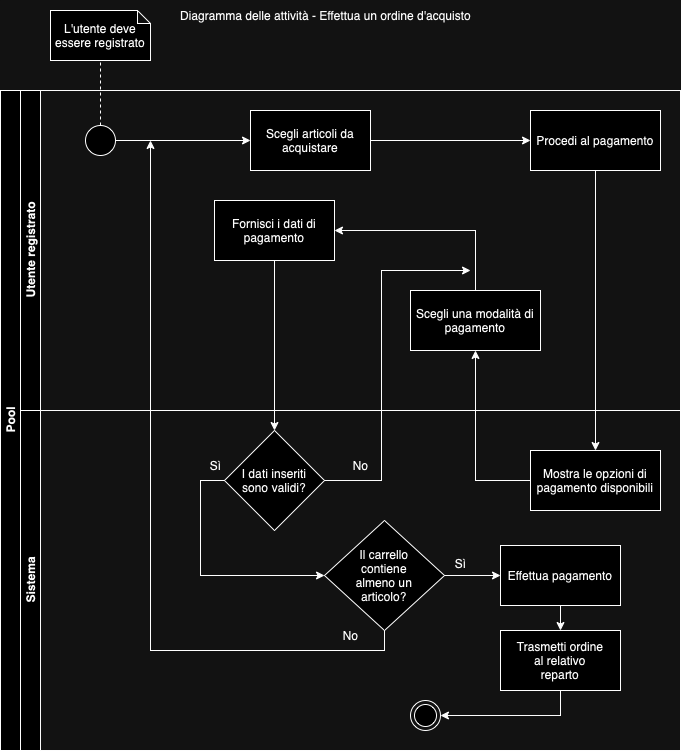 Diagramma delle attività - Effettua un ordine d'acquisto
L'utente deve
essere registrato
Pool
Utente registrato
Scegli articoli da
acquistare
Procedi al pagamento
Fornisci i dati di
pagamento
Scegli una modalità di
pagamento
Sistema
Sì
I dati inseriti
sono validi?
No
Mostra le opzioni di
pagamento disponibili
Il carrello
contiene
almeno un
articolo?
Sì
Effettua pagamento
No
Trasmetti ordine
al relativo
reparto